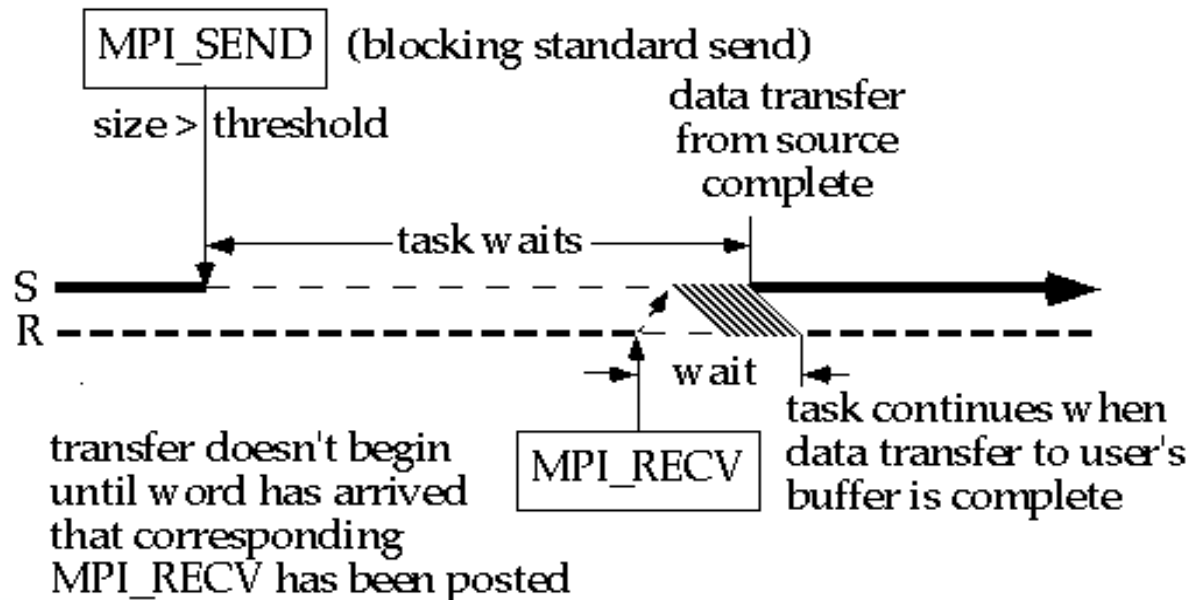 MPI_SEND (blocking standard send)
size > threshold
data transfer
from source
complete
task waits
S
R
wait
MPI_RECV
task continues when
data transfer to user's
buffer is complete
transfer doesn't begin
until word has arrived
that corresponding
MPI_RECV has been posted